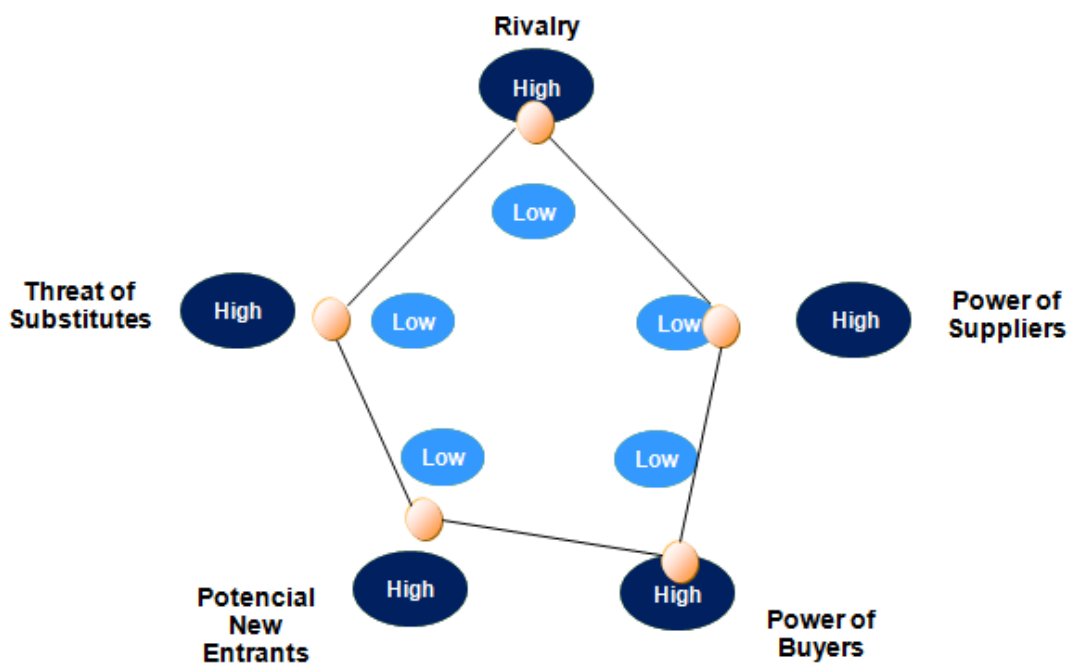 Rivalry
High
Low
Threat of
Substitutes
High
Low
Low
High
Power of
Suppliers
Low
Low
High
High
Potencial
New
Entrants
Power of
Buyers